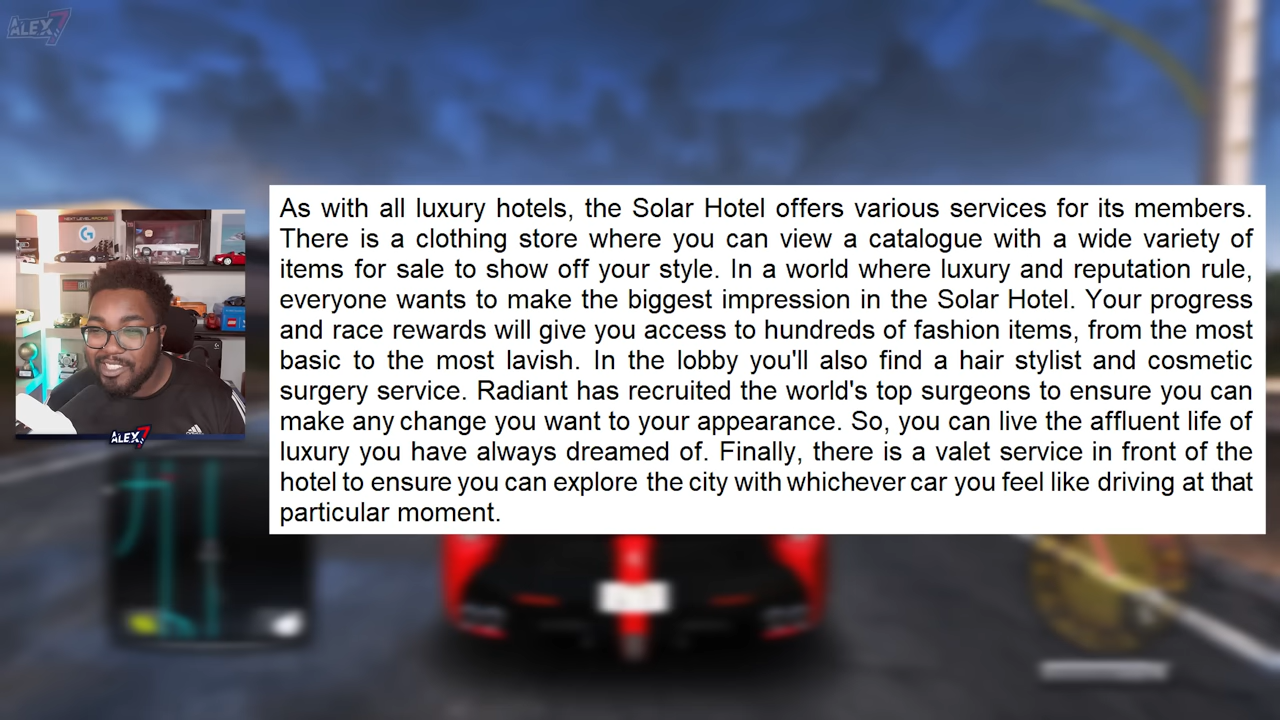 ALEX 7
As with all luxury hotels, the Solar Hotel offers various services for its members.
There is a clothing store where you can view a catalogue with a wide variety of
items for sale to show off your style. In a world where luxury and reputation rule,
everyone wants to make the biggest impression in the Solar Hotel. Your progress
and race rewards will give you access to hundreds of fashion items, from the most
basic to the most lavish. In the lobby you'll also find a hair stylist and cosmetic
surgery service. Radiant has recruited the world's top surgeons to ensure you can
make any change you want to your appearance. So, you can live the affluent life of
luxury you have always dreamed of. Finally, there is a valet service in front of the
hotel to ensure you can explore the city with whichever car you feel like driving at that
particular moment.
ALEX 7